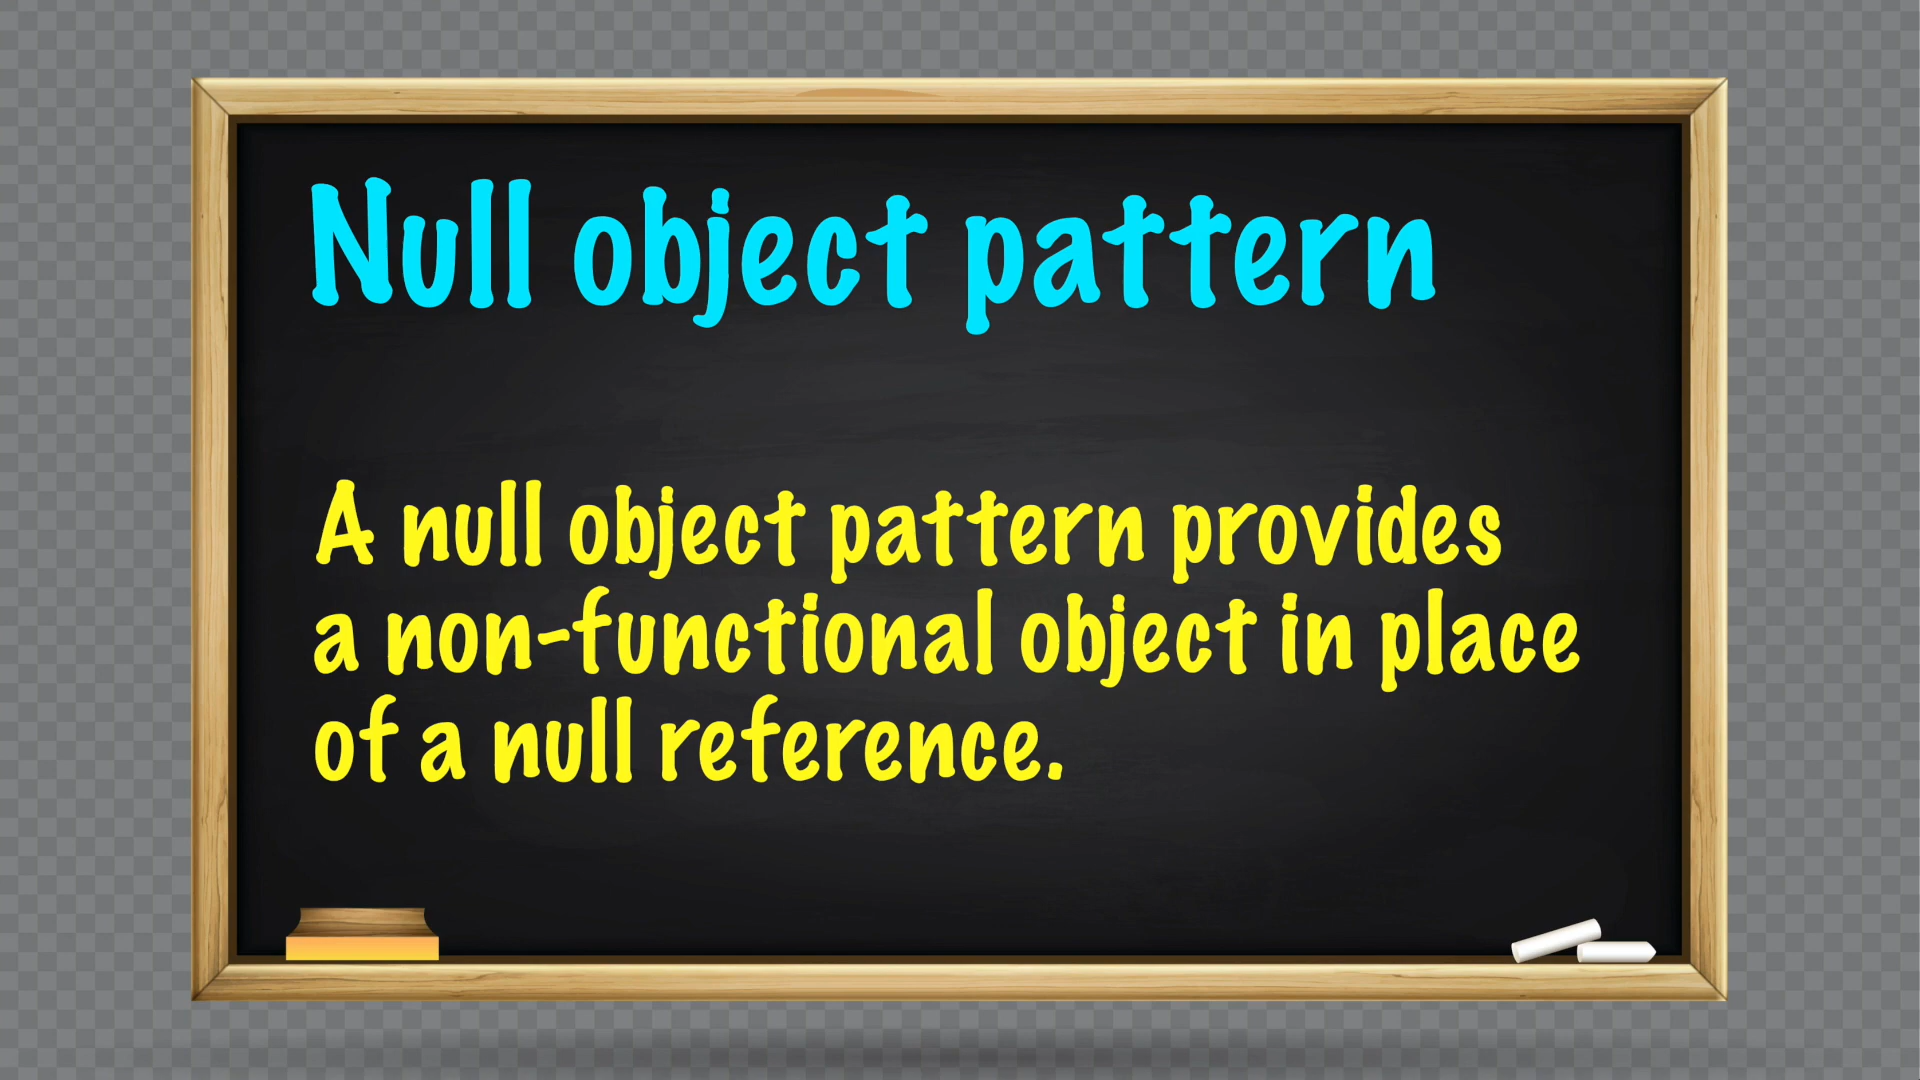 Null object pattern
A null object pattern provides
a non-functional object in place
of a null reference.